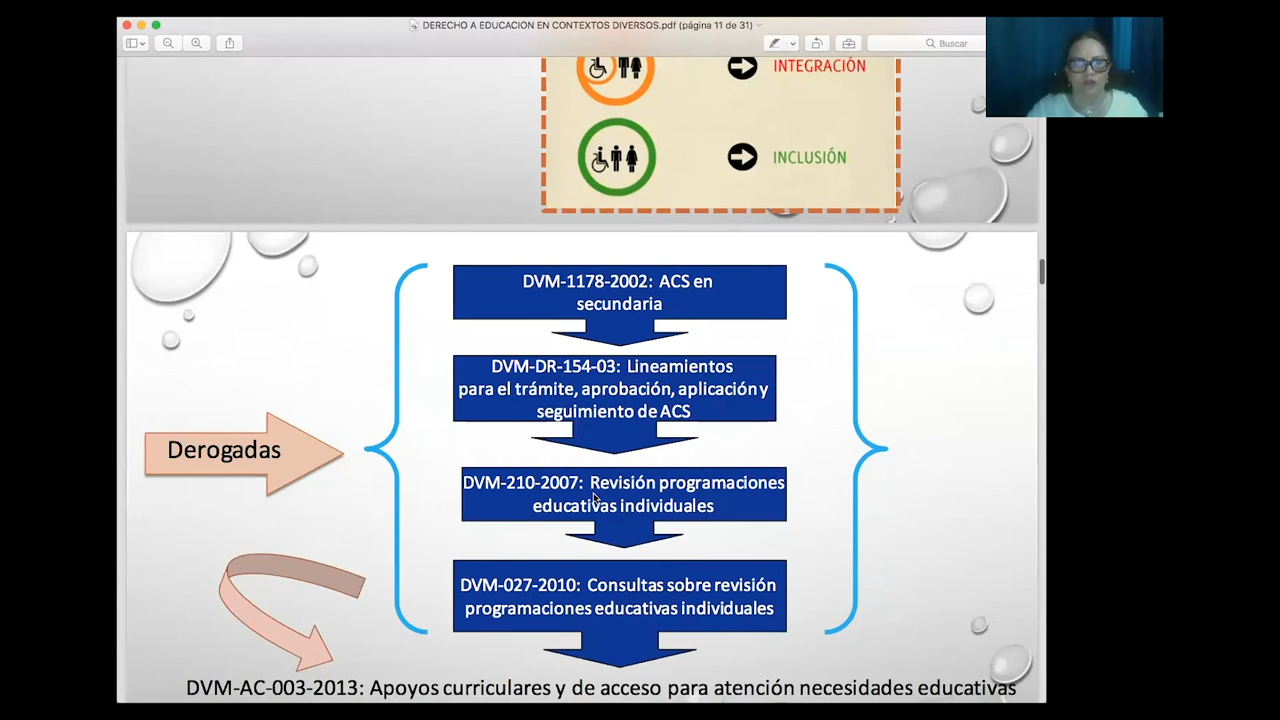 DERECHO A EDUCACION EN CONTEXTOS DIVERSOS.pdf (página 11 de 31)
Buscar
INTEGRACIÓN
INCLUSIÓN
DVM-1178-2002: ACS en
secundaria
DVM-DR-154-03: Lineamientos
para el trámite, aprobación, aplicación y
seguimiento de ACS
Derogadas
DVM-210-2007: Revisión programaciones
educativas individuales
DVM-027-2010: Consultas sobre revisión
programaciones educativas individuales
DVM-AC-003-2013: Apoyos curriculares y de acceso para atención necesidades educativas